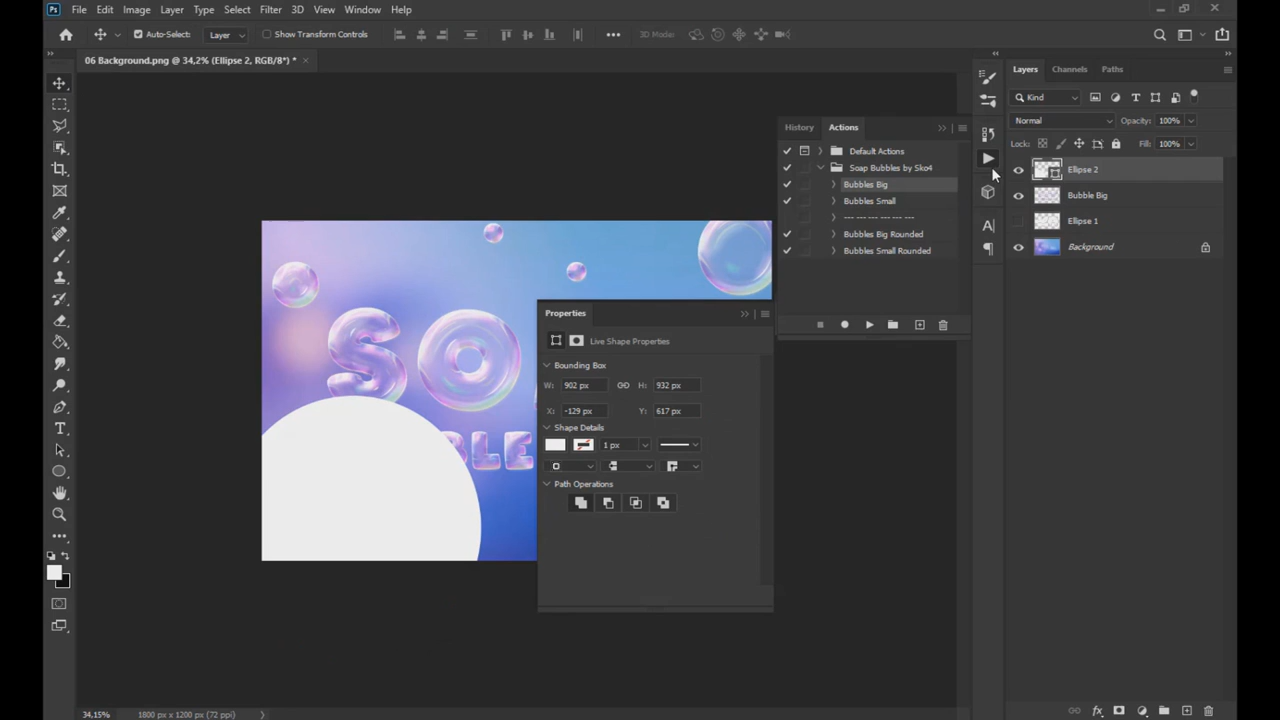 Ps File Edit Image Layer Type Select Filter 3D View Window Help
Auto-Select: Layer Show Transform Controls 3D Mode:
06 Background.png @ 34,2% (Ellipse 2, RGB/8*) *
Layers Channels Paths
Kind
Normal Opacity: 100%
Lock: Fill: 100%
Ellipse 2
Bubble Big
Ellipse 1
Background
History Actions
Default Actions
Soap Bubbles by Sko4
Bubbles Big
Bubbles Small
--- --- --- --- --- ---
Bubbles Big Rounded
Bubbles Small Rounded
SO
BLE
Properties
Live Shape Properties
Bounding Box
W: 902 px H: 932 px
X: -129 px Y: 617 px
Shape Details
1 px
Path Operations
34,15% 1800 px x 1200 px (72 ppi)